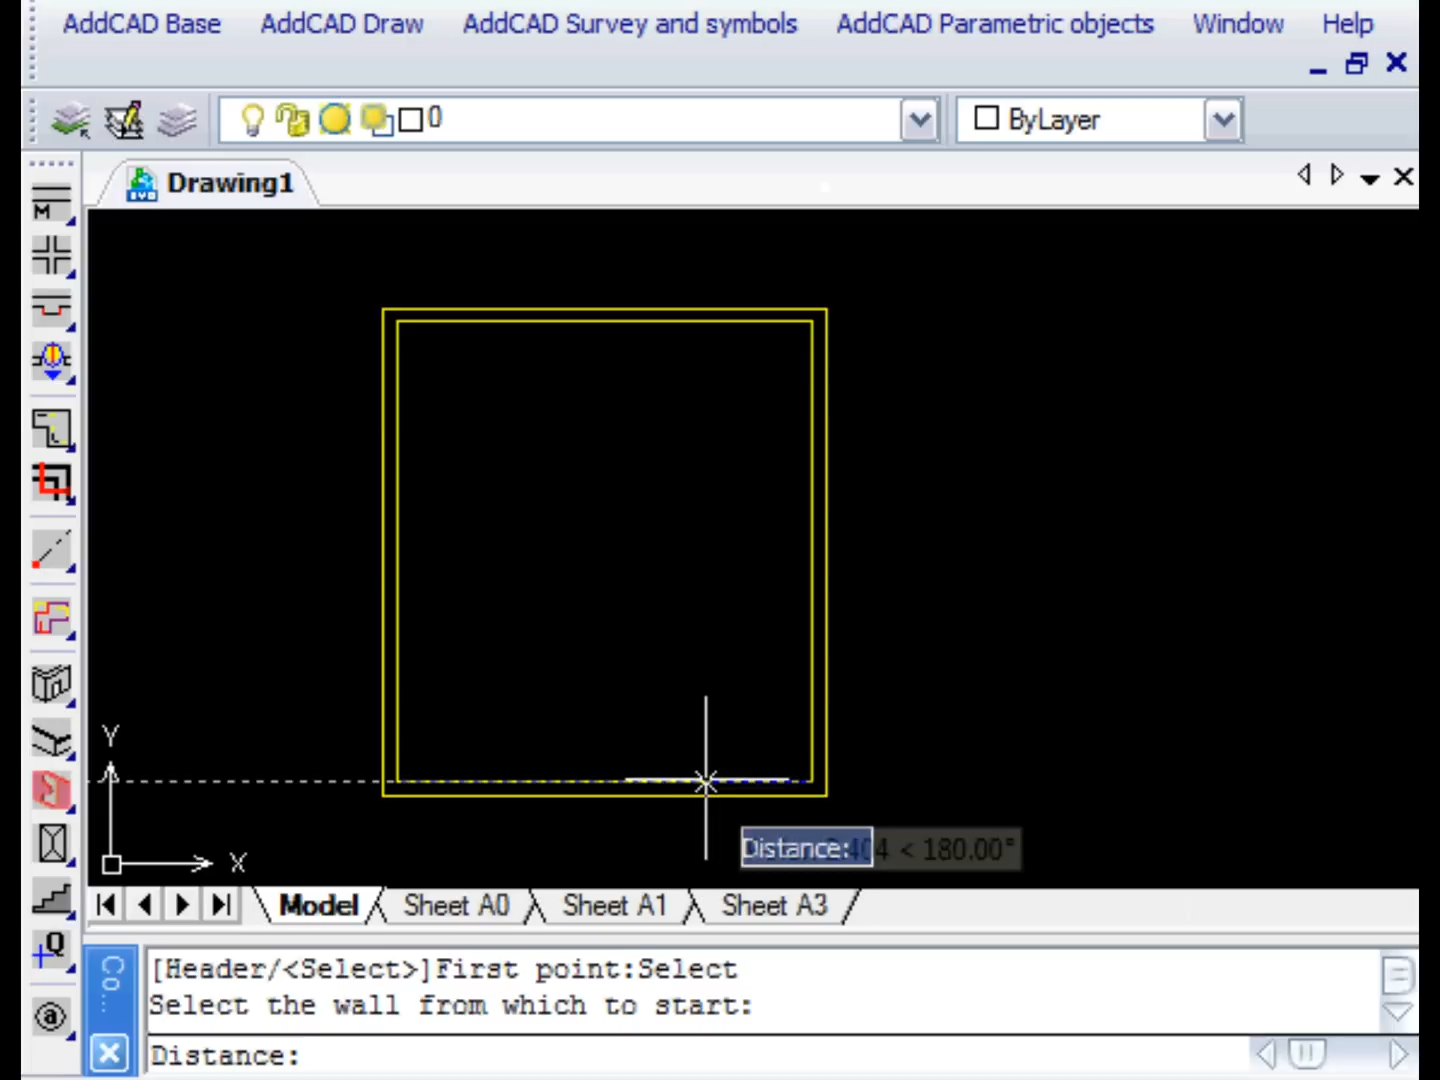 AddCAD Base AddCAD Draw AddCAD Survey and symbols AddCAD Parametric objects Window Help
0 ByLayer
Drawing1
M
Y
X
Distance: 4 < 180.00°
Model Sheet A0 Sheet A1 Sheet A3
Q
@
Co...
[Header/<Select>]First point:Select
Select the wall from which to start:
Distance: